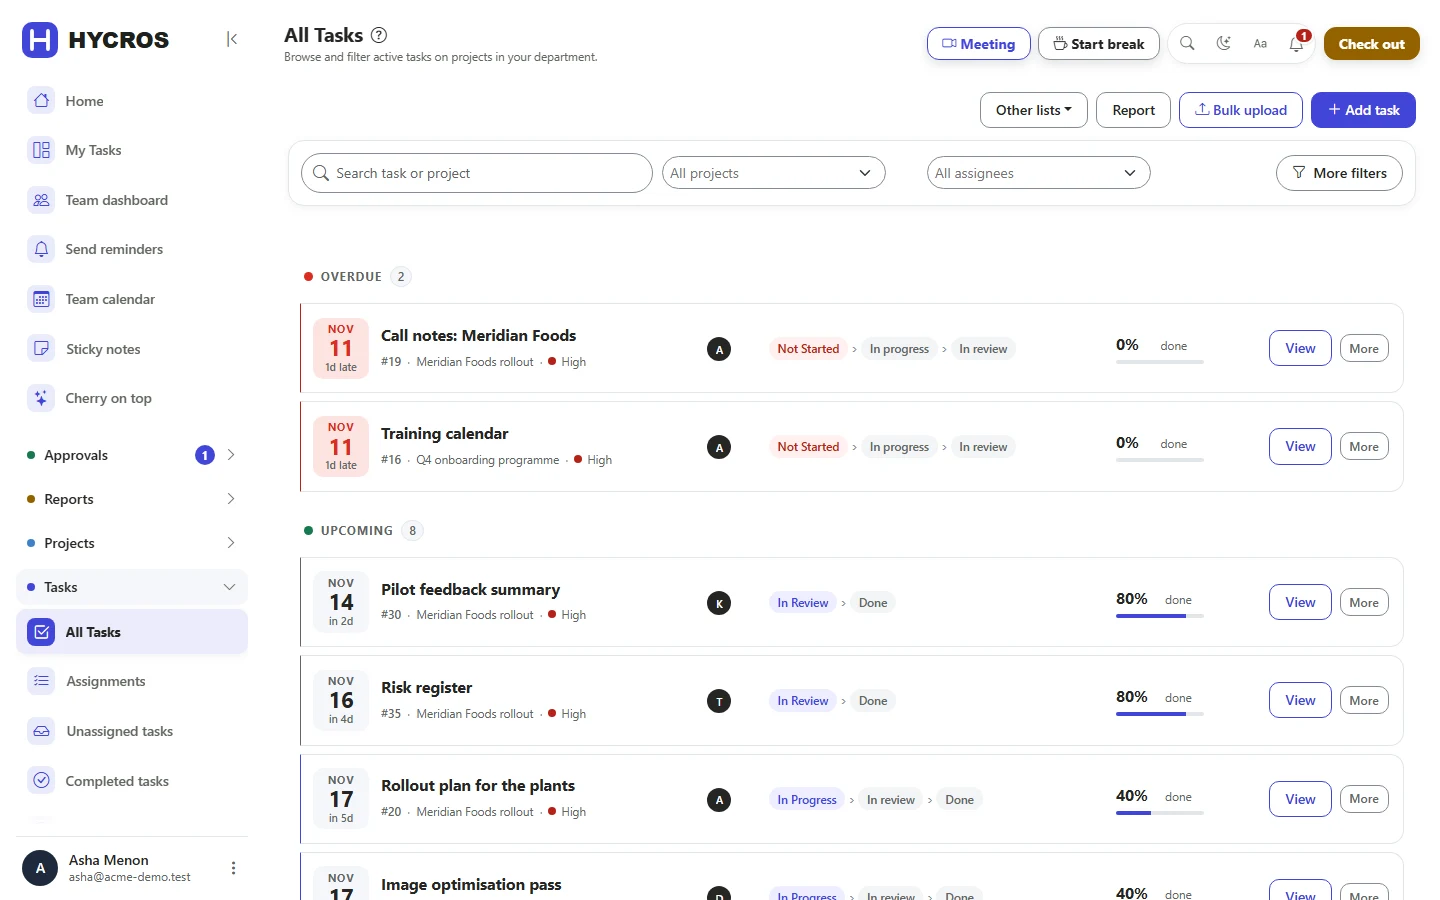 HYCROS
Home
My Tasks
Team dashboard
Send reminders
Team calendar
Sticky notes
Cherry on top
Approvals 1
Reports
Projects
Tasks
All Tasks
Assignments
Unassigned tasks
Completed tasks
A
Asha Menon
asha@acme-demo.test
All Tasks ?
Browse and filter active tasks on projects in your department.
Meeting
Start break
Aa
1
Check out
Other lists
Report
Bulk upload
+ Add task
Search task or project
All projects
All assignees
More filters
OVERDUE 2
NOV
11
1d late
Call notes: Meridian Foods
#19 · Meridian Foods rollout · High
A
Not Started › In progress › In review
0% done
View
More
NOV
11
1d late
Training calendar
#16 · Q4 onboarding programme · High
A
Not Started › In progress › In review
0% done
View
More
UPCOMING 8
NOV
14
in 2d
Pilot feedback summary
#30 · Meridian Foods rollout · High
K
In Review › Done
80% done
View
More
NOV
16
in 4d
Risk register
#35 · Meridian Foods rollout · High
T
In Review › Done
80% done
View
More
NOV
17
in 5d
Rollout plan for the plants
#20 · Meridian Foods rollout · High
A
In Progress › In review › Done
40% done
View
More
NOV
17
Image optimisation pass
In Progress › In review › Done
40% done
View
More